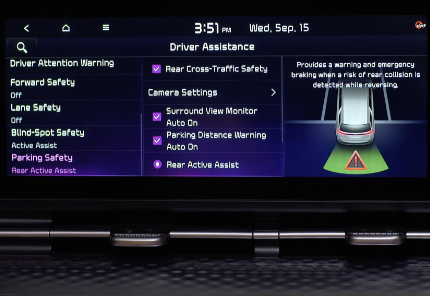 3:51 PM Wed, Sep. 15
Driver Assistance
Driver Attention Warning
Forward Safety
Off
Lane Safety
Off
Blind-Spot Safety
Active Assist
Parking Safety
Rear Active Assist
Rear Cross-Traffic Safety
Camera Settings
Surround View Monitor
Auto On
Parking Distance Warning
Auto On
Rear Active Assist
Provides a warning and emergency
braking when a risk of rear collision is
detected while reversing.